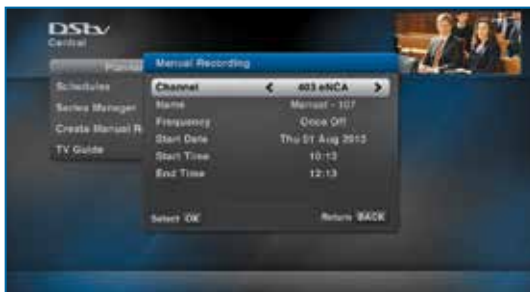 DStv
Central
Manual Recording
Schedules
Series Manager
Create Manual R
TV Guide
Channel 403 eNCA
Name Manual - 107
Frequency Once Off
Start Date Thu 01 Aug 2013
Start Time 10:13
End Time 12:13
Select OK Return BACK